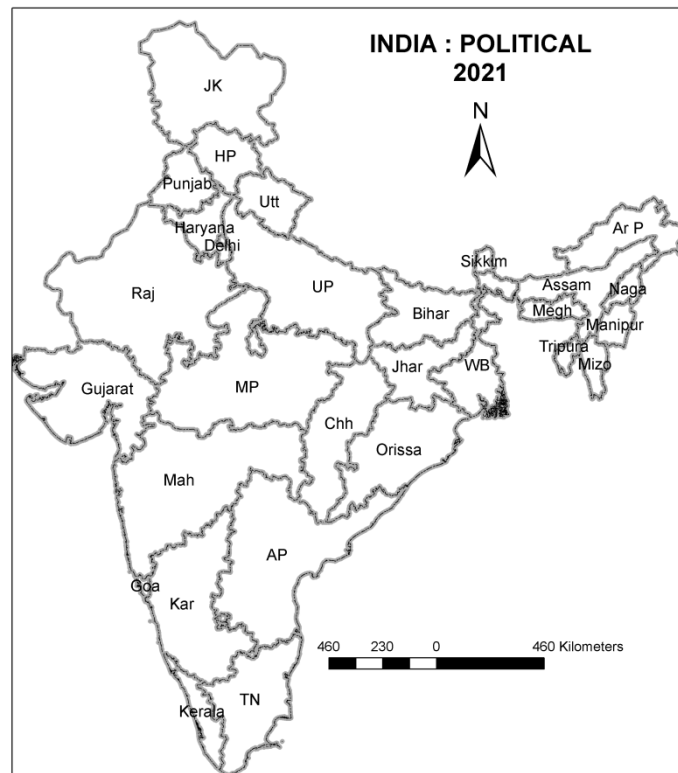 INDIA : POLITICAL
2021
N
JK
HP
Punjab
Utt
Haryana
Delhi
Ar P
Sikkim
Assam
Naga
Raj
UP
Bihar
Megh
Manipur
Tripura
Mizo
Jhar
WB
Gujarat
MP
Chh
Orissa
Mah
AP
Goa
Kar
460 230 0 460 Kilometers
TN
Kerala